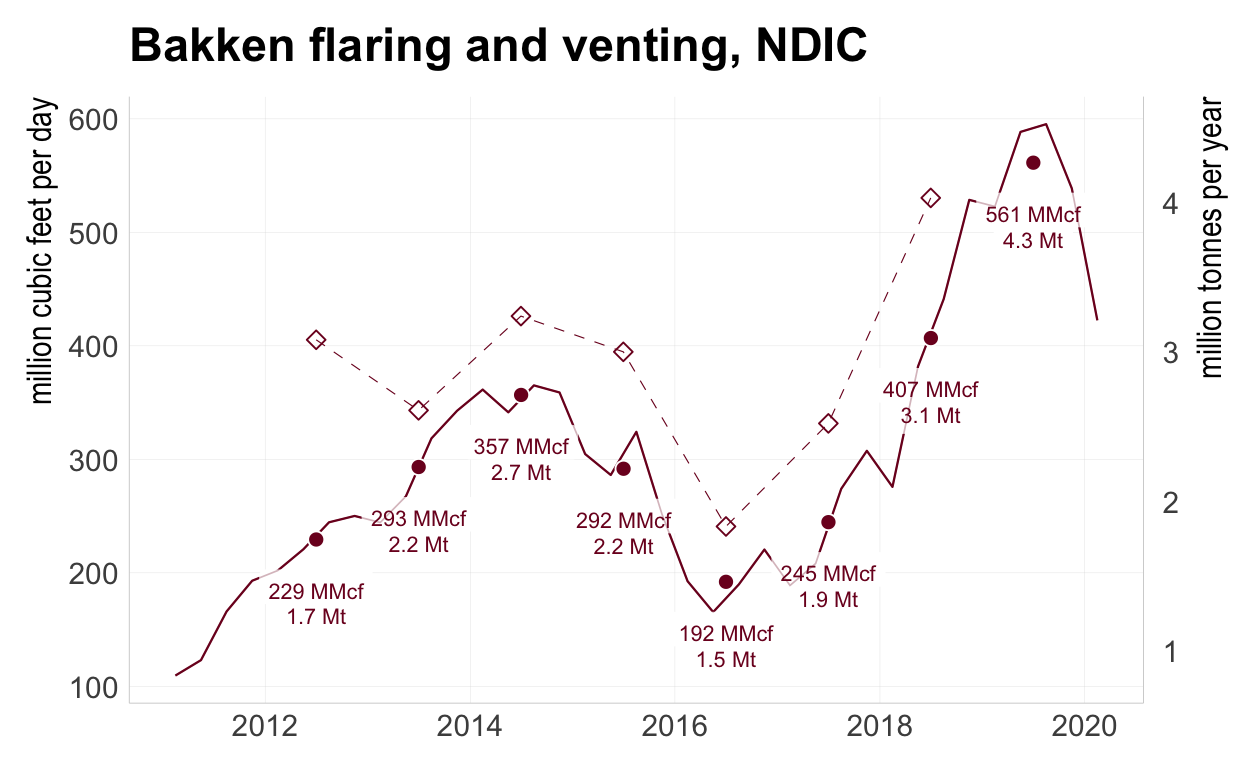 Bakken flaring and venting, NDIC
million cubic feet per day
million tonnes per year
600
500
400
300
200
100
4
3
2
1
229 MMcf
1.7 Mt
293 MMcf
2.2 Mt
357 MMcf
2.7 Mt
292 MMcf
2.2 Mt
192 MMcf
1.5 Mt
245 MMcf
1.9 Mt
407 MMcf
3.1 Mt
561 MMcf
4.3 Mt
2012
2014
2016
2018
2020